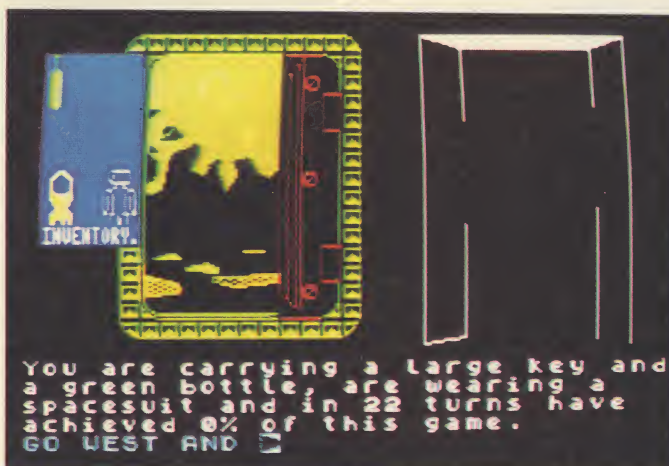 INVENTORY.
You are carrying a large key and
a green bottle, are wearing a
spacesuit and in 22 turns have
achieved 0% of this game.
GO WEST AND